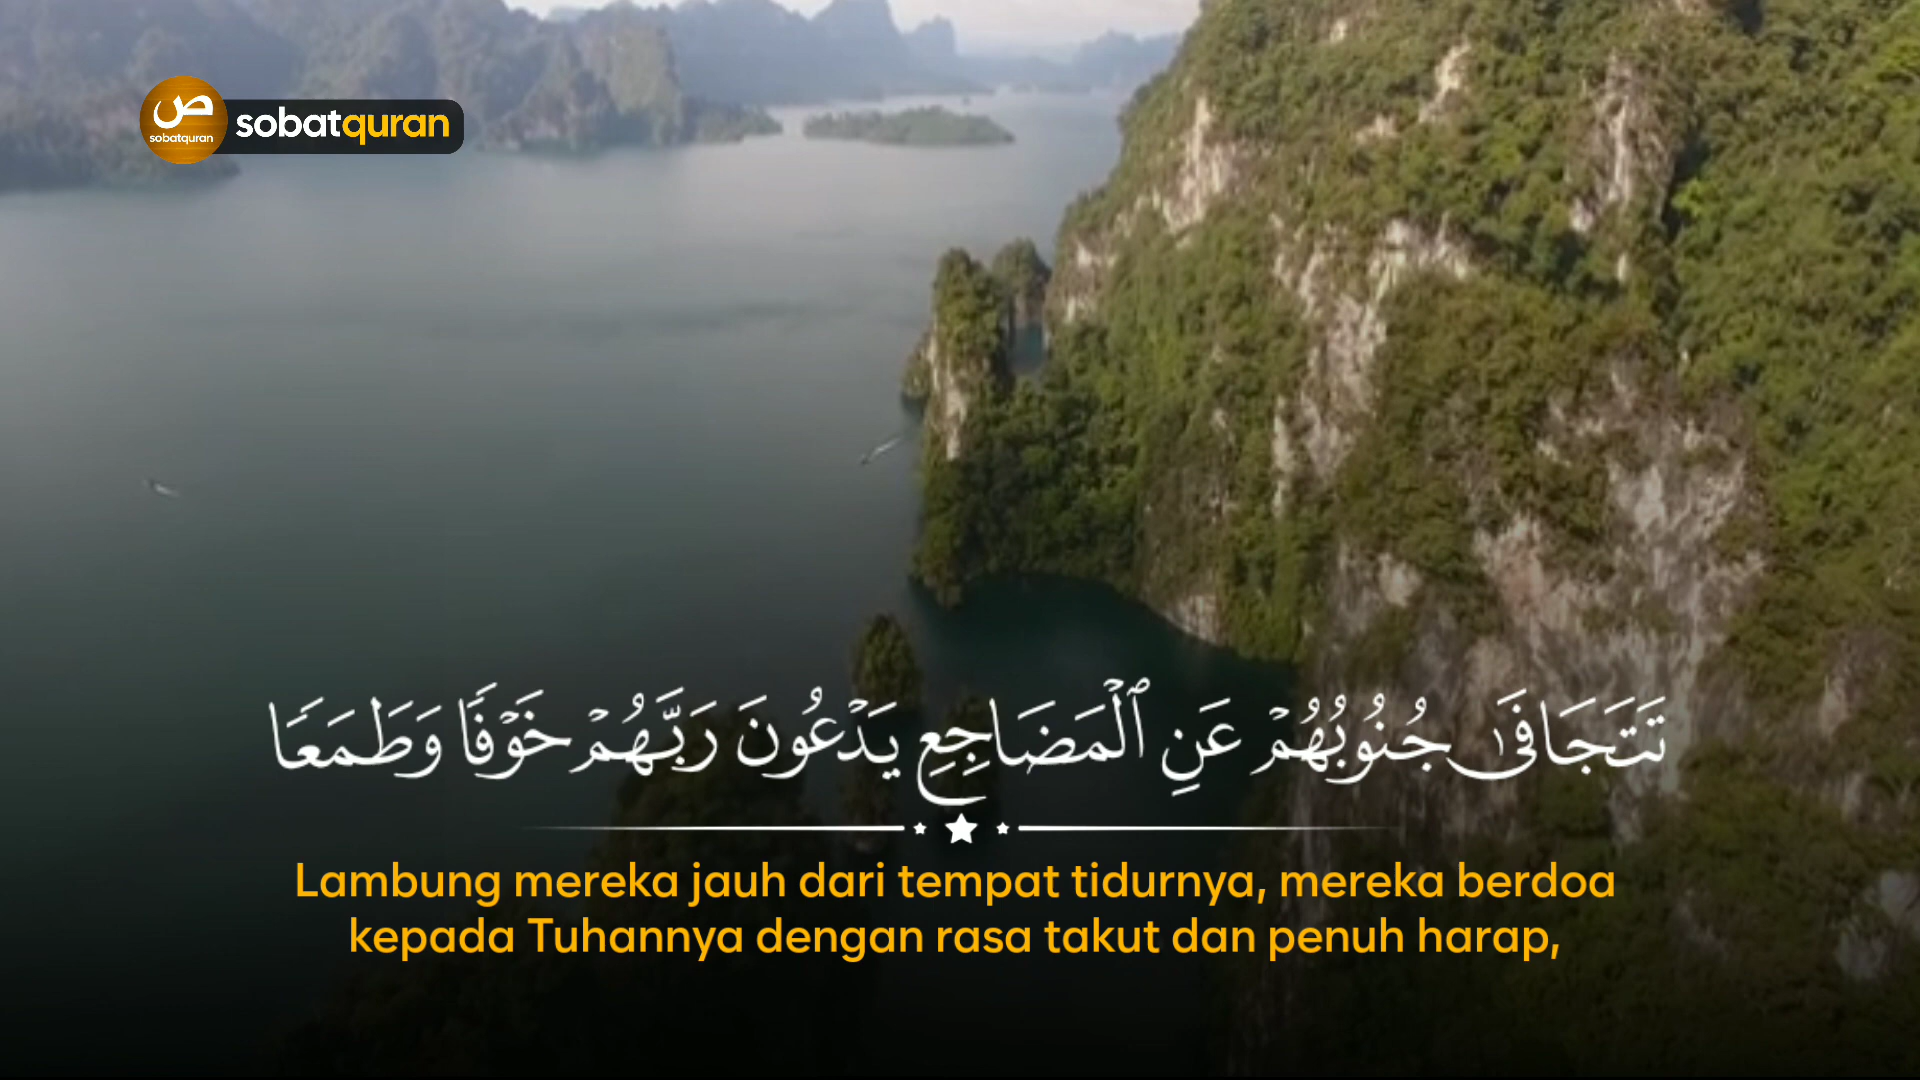 ص
sobatquran
sobatquran
تَتَجَافَىٰ جُنُوبُهُمْ عَنِ ٱلْمَضَاجِعِ يَدْعُونَ رَبَّهُمْ خَوْفًا وَطَمَعًا
Lambung mereka jauh dari tempat tidurnya, mereka berdoa
kepada Tuhannya dengan rasa takut dan penuh harap,